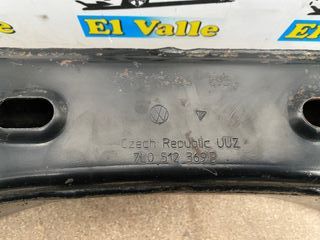 El Valle
Czech Republic UUZ
7L0 512 369